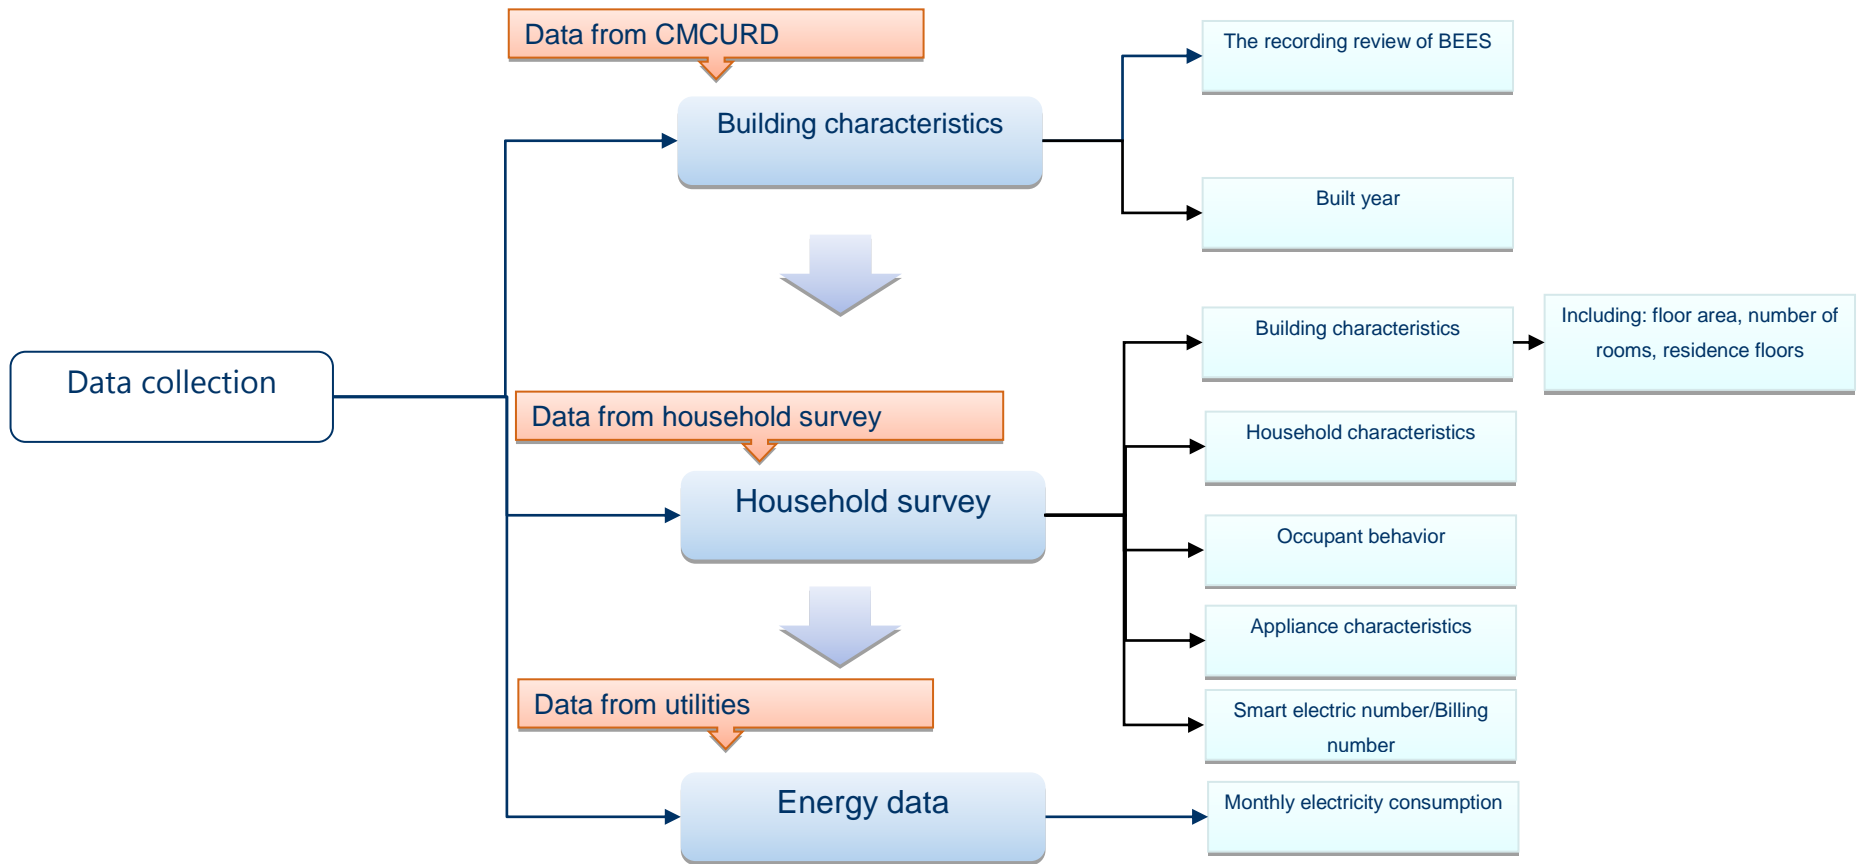 Data from CMCURD
The recording review of BEES
Building characteristics
Built year
Building characteristics
Including: floor area, number of
rooms, residence floors
Data collection
Data from household survey
Household characteristics
Household survey
Occupant behavior
Appliance characteristics
Data from utilities
Smart electric number/Billing
number
Energy data
Monthly electricity consumption